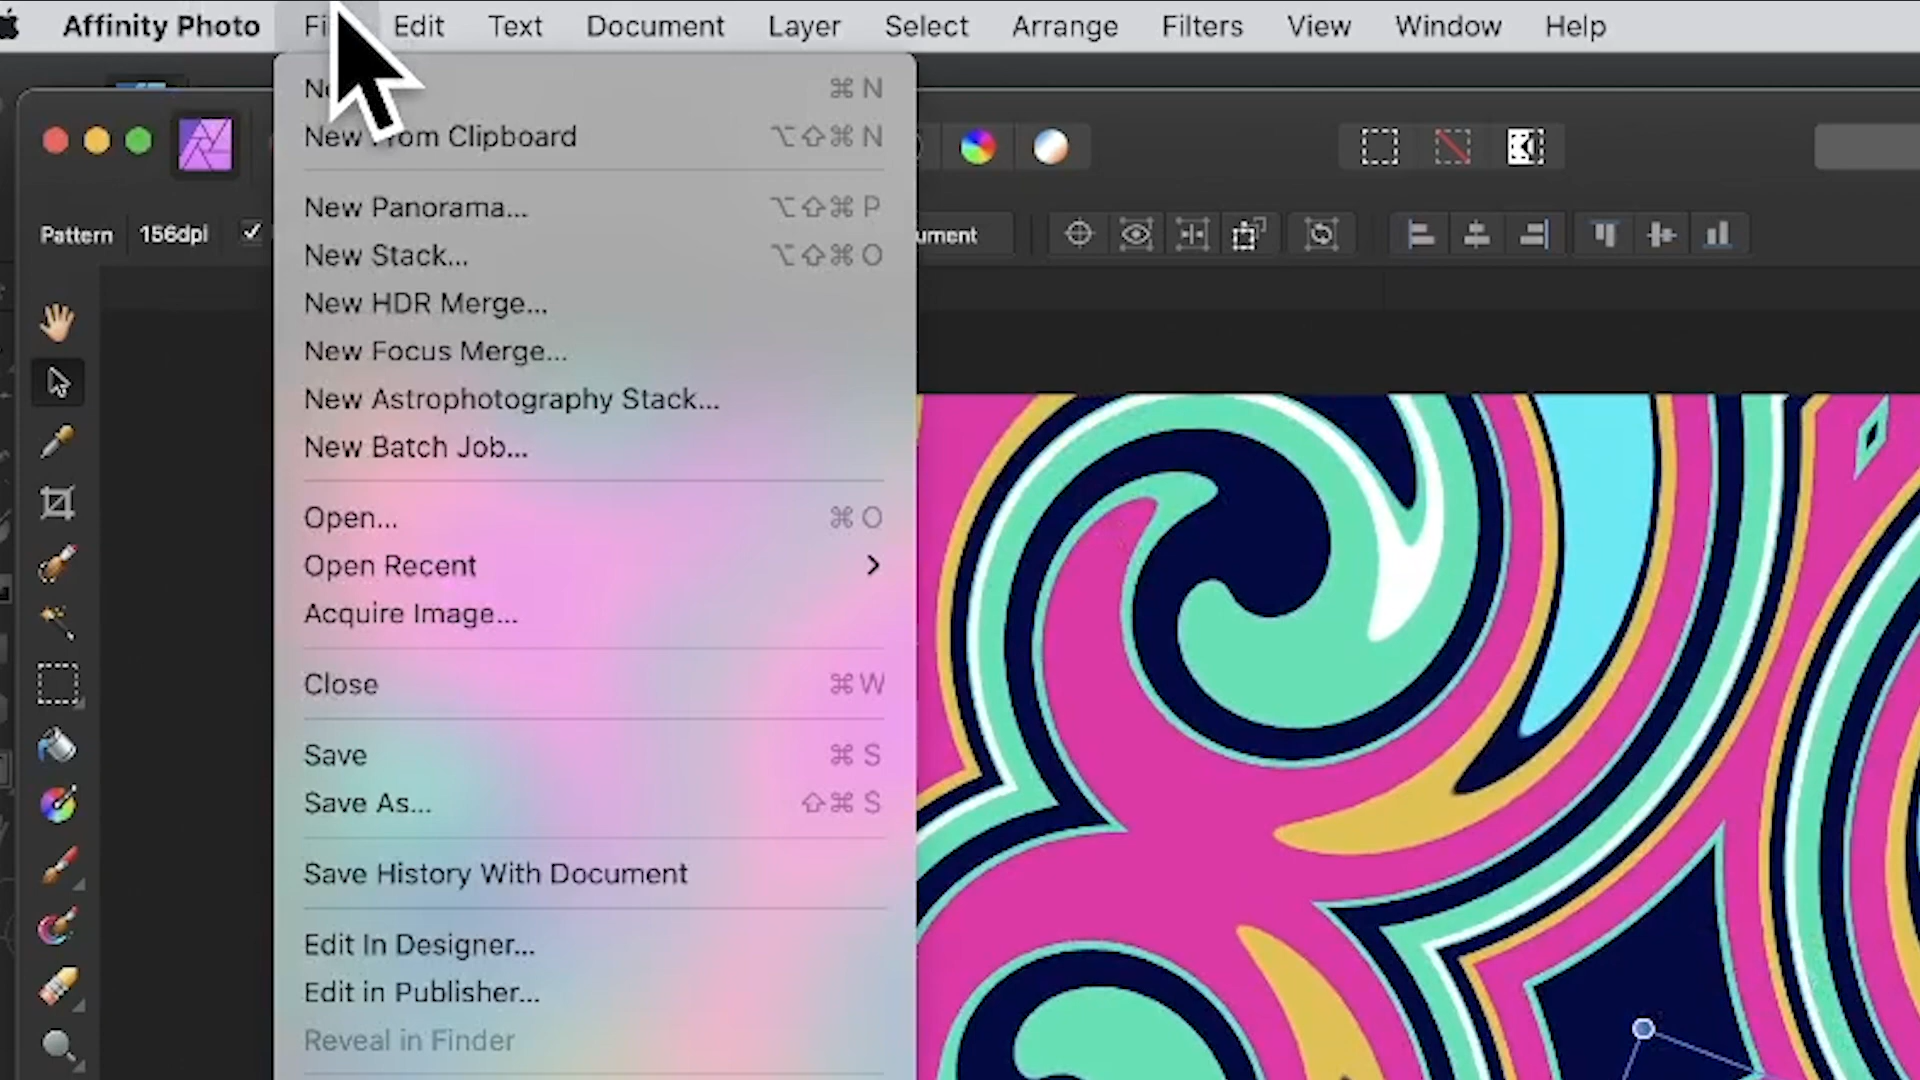 Affinity Photo Edit Text Document Layer Select Arrange Filters View Window Help
⌘ N
New From Clipboard ⌥⇧⌘ N
New Panorama... ⌥⇧⌘ P
New Stack... ⌥⇧⌘ O
Pattern 156dpi
New HDR Merge...
New Focus Merge...
New Astrophotography Stack...
New Batch Job...
Open... ⌘ O
Open Recent
Acquire Image...
Close ⌘ W
Save ⌘ S
Save As... ⇧⌘ S
Save History With Document
Edit In Designer...
Edit in Publisher...
Reveal in Finder